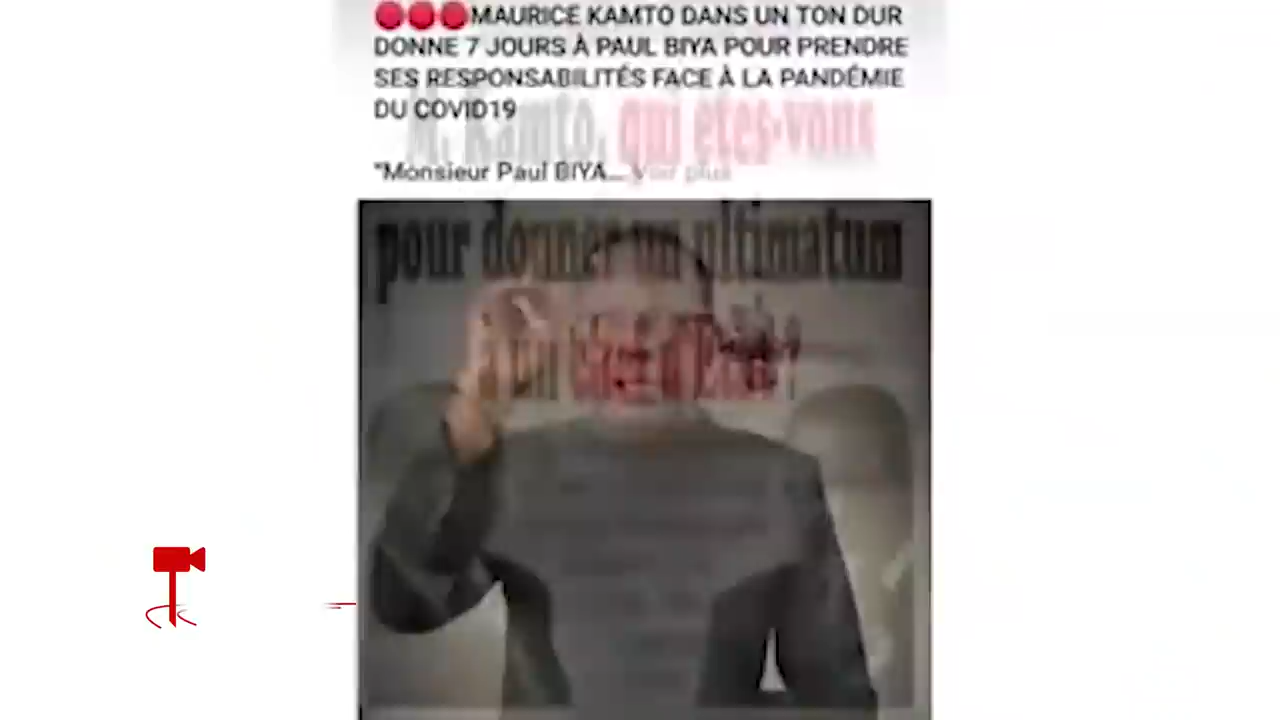 MAURICE KAMTO DANS UN TON DUR
DONNE 7 JOURS À PAUL BIYA POUR PRENDRE
SES RESPONSABILITÉS FACE À LA PANDÉMIE
DU COVID19
M. Kamto, qui êtes-vous
"Monsieur Paul BIYA... Voir plus
pour donner un ultimatum